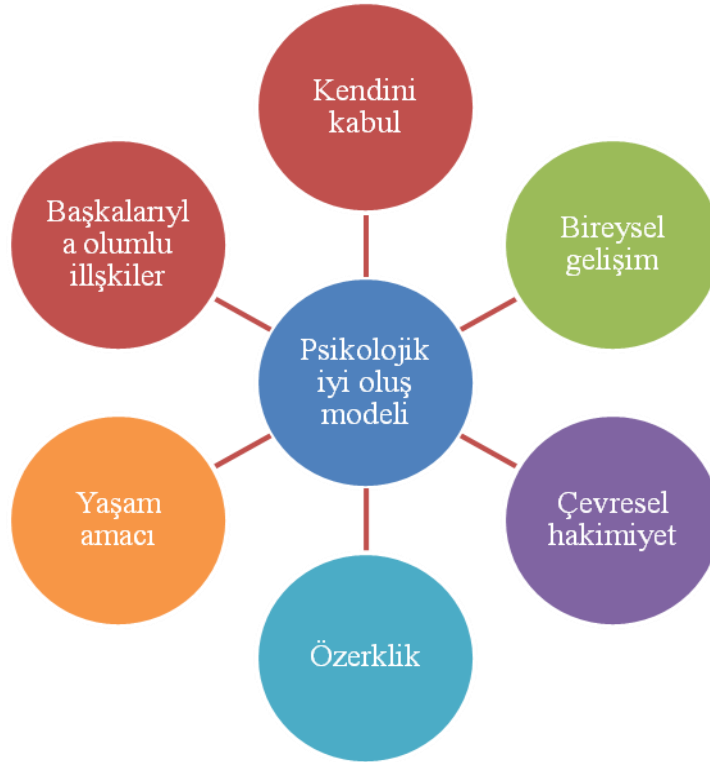 Kendini
kabul
Başkalarıyl
a olumlu
illşkiler
Bireysel
gelişim
Psikolojik
iyi oluş
modeli
Yaşam
amacı
Çevresel
hakimiyet
Özerklik